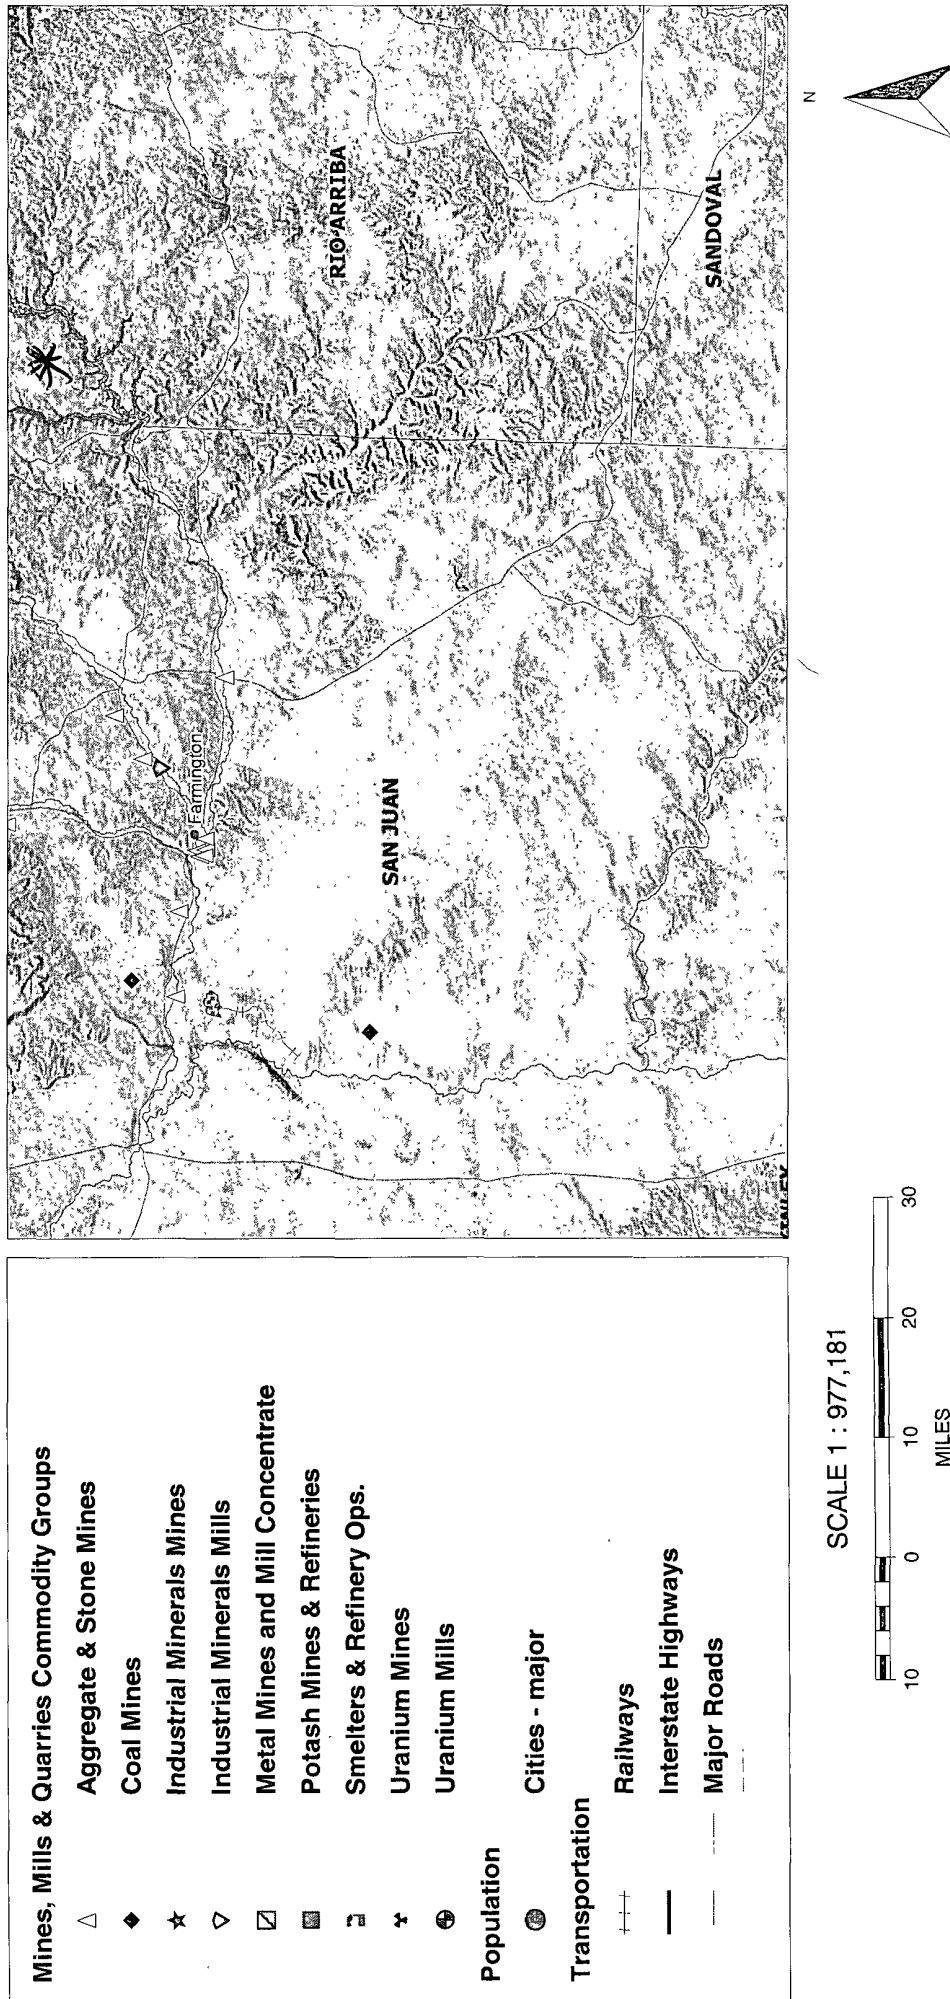 Mines, Mills & Quarries Commodity Groups
Aggregate & Stone Mines
Coal Mines
Industrial Minerals Mines
Industrial Minerals Mills
Metal Mines and Mill Concentrate
Potash Mines & Refineries
Smelters & Refinery Ops.
Uranium Mines
Uranium Mills
Population
Cities - major
Transportation
Railways
Interstate Highways
Major Roads
Farmington
SAN JUAN
RIO ARRIBA
SANDOVAL
SCALE 1 : 977,181
10 0 10 20 30
MILES
N